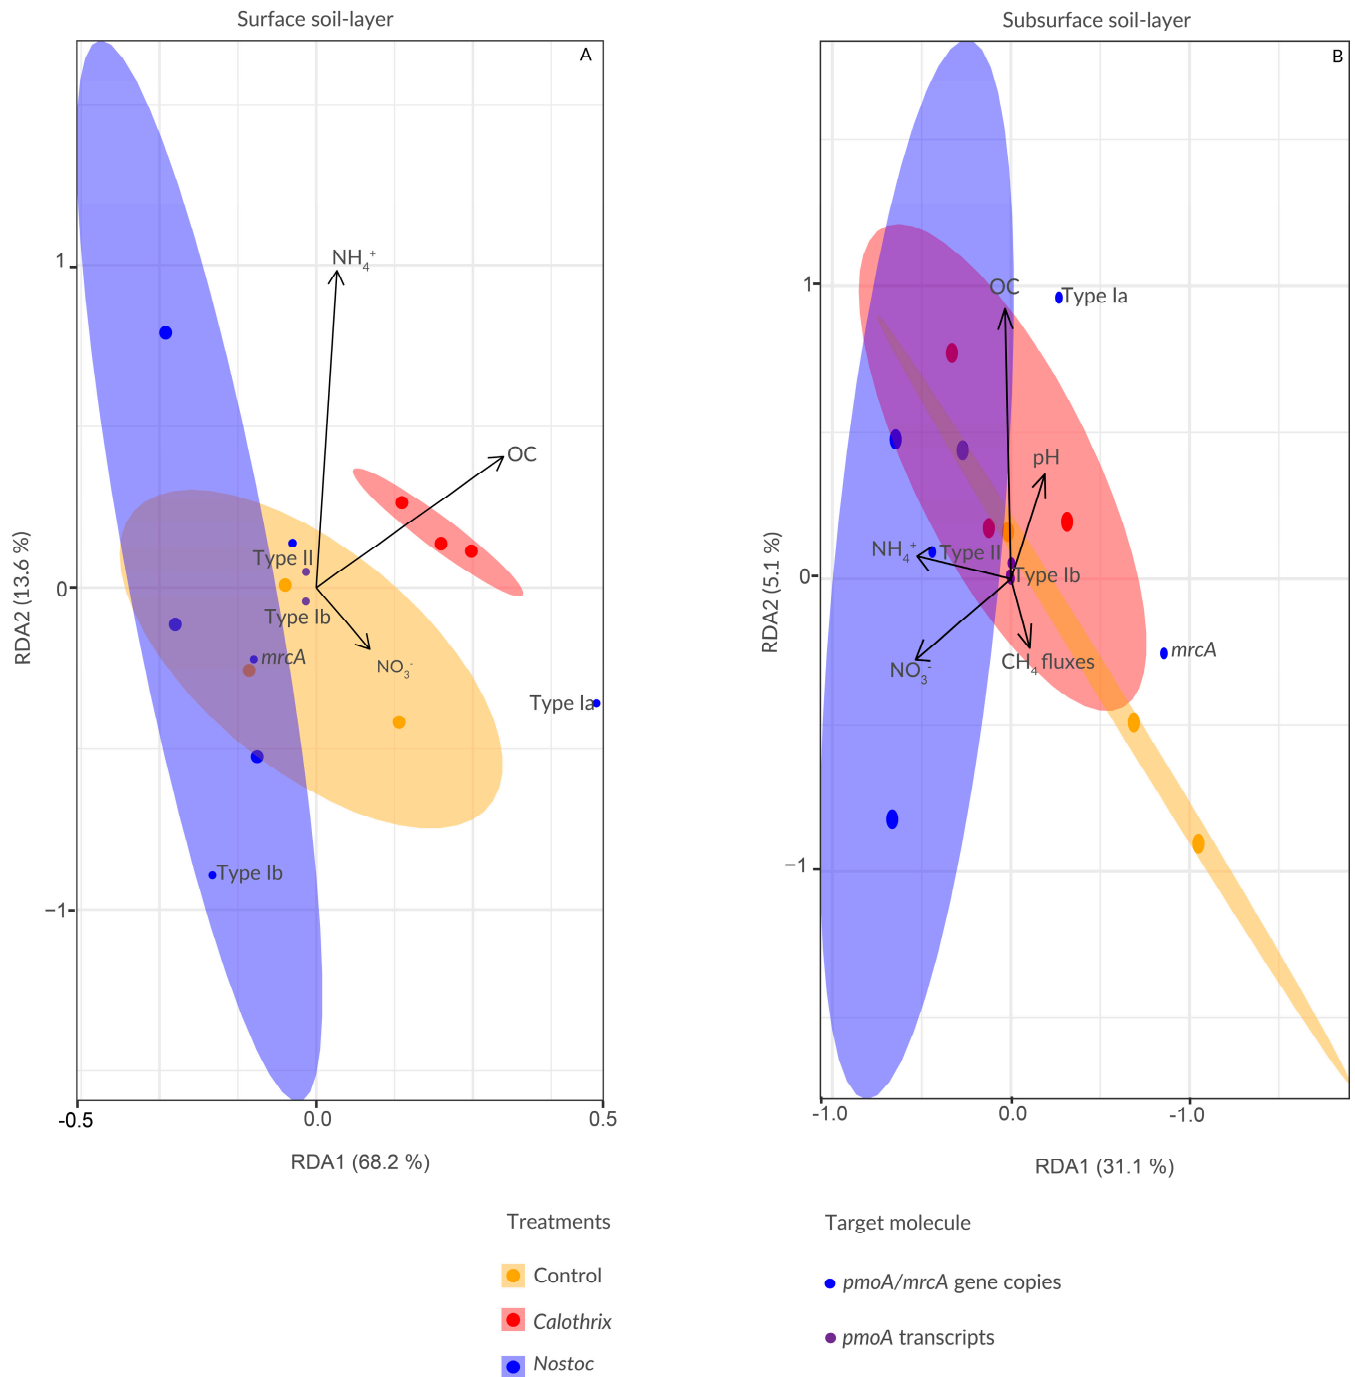 Surface soil-layer
A
NH₄⁺
OC
Type II
Type Ib
mrcA
NO₃⁻
Type Ia
Type Ib
1
0
−1
RDA2 (13.6 %)
-0.5
0.0
0.5
RDA1 (68.2 %)
Subsurface soil-layer
B
OC
Type Ia
pH
NH₄⁺
Type II
Type Ib
mrcA
CH₄ fluxes
NO₃⁻
1
0
−1
RDA2 (5.1 %)
-1.0
0.0
-1.0
RDA1 (31.1 %)
Treatments
Control
Calothrix
Nostoc
Target molecule
pmoA/mrcA gene copies
pmoA transcripts